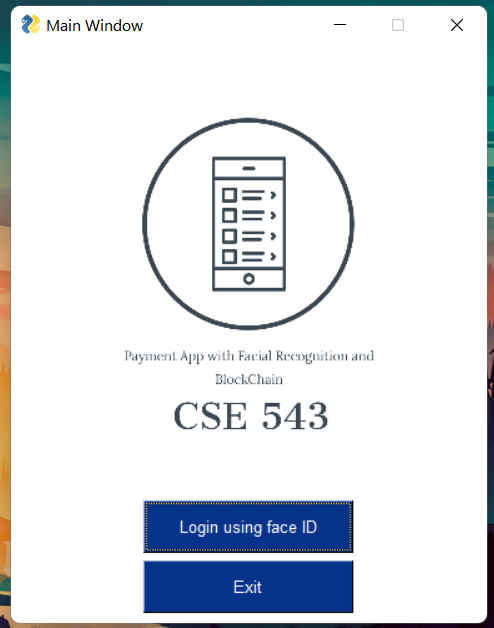 Main Window
Payment App with Facial Recognition and
BlockChain
CSE 543
Login using face ID
Exit